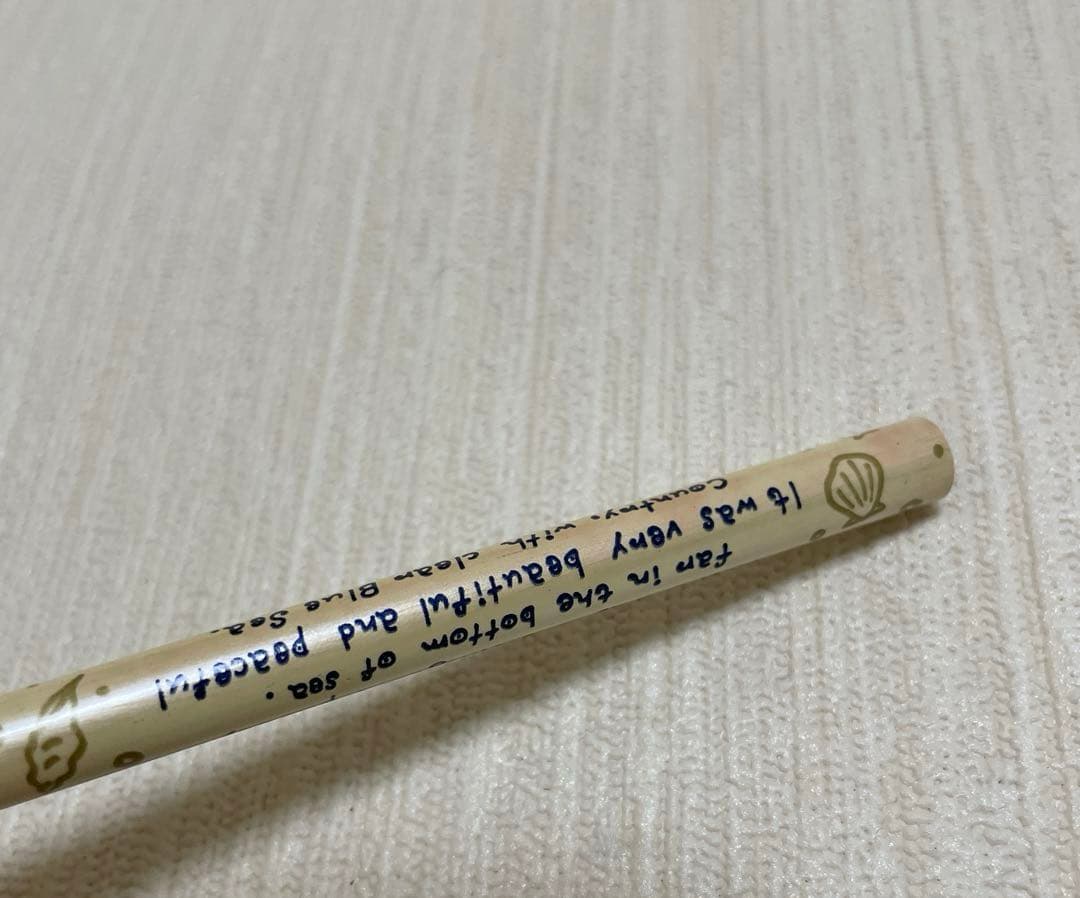 far in the bottom of sea.
It was very beautiful and peaceful
Country, with clean Blue Sea.